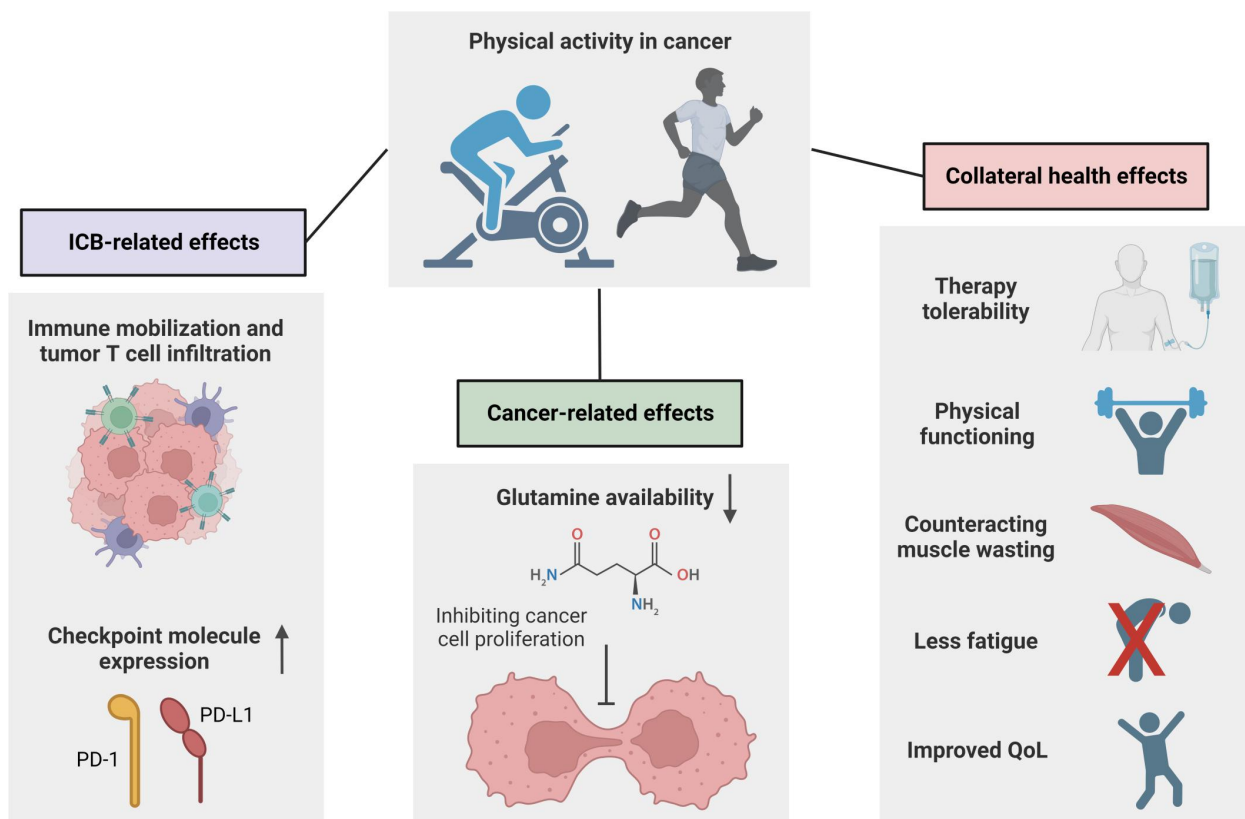 Physical activity in cancer
ICB-related effects
Immune mobilization and
tumor T cell infiltration
Checkpoint molecule
expression
PD-1
PD-L1
Cancer-related effects
Glutamine availability
O
O
H₂N
OH
NH₂
Inhibiting cancer
cell proliferation
Collateral health effects
Therapy
tolerability
Physical
functioning
Counteracting
muscle wasting
Less fatigue
Improved QoL